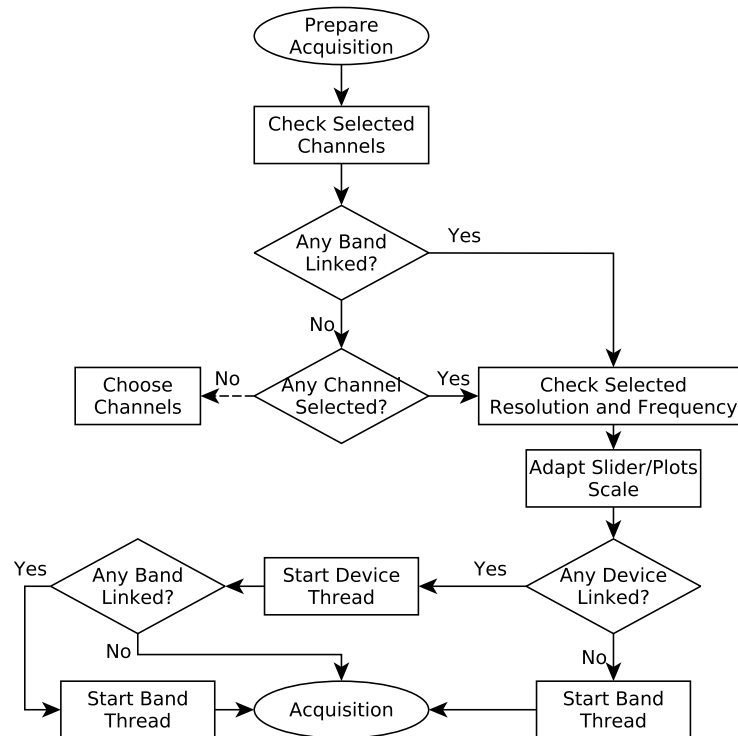 Prepare
Acquisition
Check Selected
Channels
Any Band
Linked?
Yes
No
Any Channel
Selected?
No
Choose
Channels
Yes
Check Selected
Resolution and Frequency
Adapt Slider/Plots
Scale
Any Device
Linked?
Yes
Start Device
Thread
Any Band
Linked?
Yes
No
No
Start Band
Thread
Acquisition
Start Band
Thread